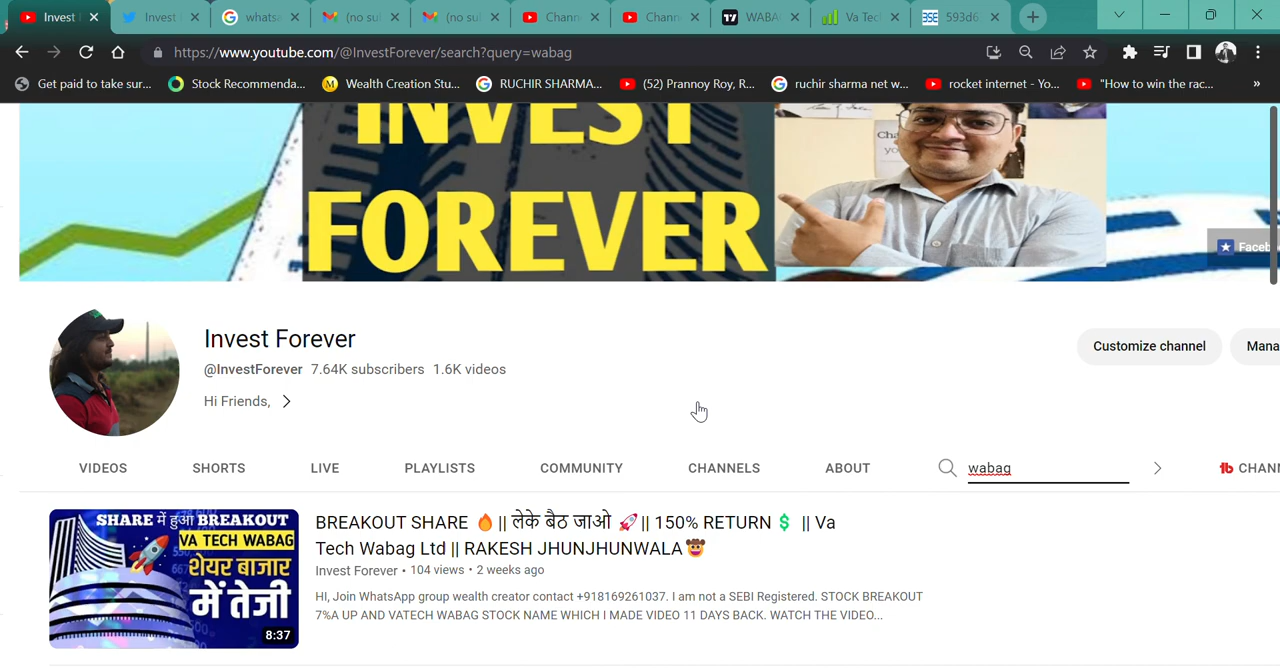 Invest
Invest
whatsa
(no sul
(no sul
Chann
Chann
WABA
Va Tecl
BSE 593d6
https://www.youtube.com/@InvestForever/search?query=wabag
Get paid to take sur...
Stock Recommenda...
M Wealth Creation Stu...
RUCHIR SHARMA...
(52) Prannoy Roy, R...
ruchir sharma net w...
rocket internet - Yo...
"How to win the rac...
»
INVEST
FOREVER
Faceb
Invest Forever
@InvestForever 7.64K subscribers 1.6K videos
Hi Friends,
Customize channel
Mana
VIDEOS
SHORTS
LIVE
PLAYLISTS
COMMUNITY
CHANNELS
ABOUT
wabag
CHANN
SHARE में हुआ BREAKOUT
VA TECH WABAG
शेयर बाजार
में तेजी
8:37
BREAKOUT SHARE 🔥 || लेके बैठ जाओ 🚀 || 150% RETURN 💲 || Va
Tech Wabag Ltd || RAKESH JHUNJHUNWALA🤠
Invest Forever • 104 views • 2 weeks ago
HI, Join WhatsApp group wealth creator contact +918169261037. I am not a SEBI Registered. STOCK BREAKOUT
7%A UP AND VATECH WABAG STOCK NAME WHICH I MADE VIDEO 11 DAYS BACK. WATCH THE VIDEO...